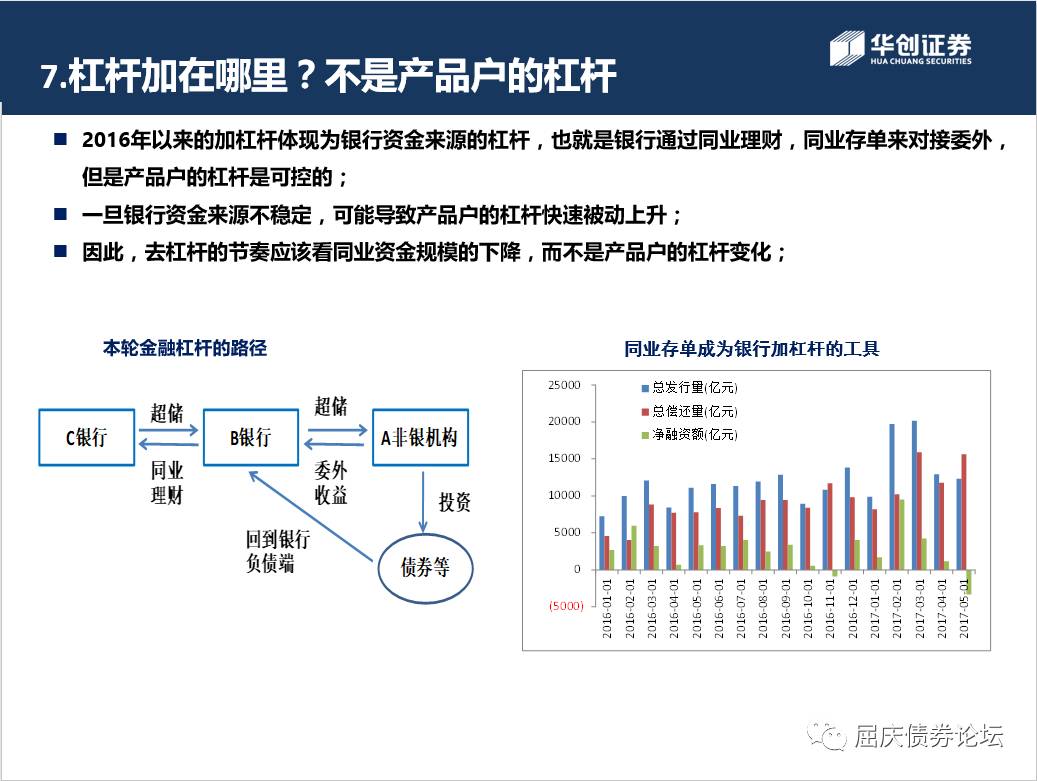 华创证券
HUA CHUANG SECURITIES
7.杠杆加在哪里？不是产品户的杠杆
2016年以来的加杠杆体现为银行资金来源的杠杆，也就是银行通过同业理财，同业存单来对接委外，
但是产品户的杠杆是可控的；
一旦银行资金来源不稳定，可能导致产品户的杠杆快速被动上升；
因此，去杠杆的节奏应该看同业资金规模的下降，而不是产品户的杠杆变化；
本轮金融杠杆的路径
C银行
超储
同业
理财
B银行
超储
委外
收益
A非银机构
投资
回到银行
负债端
债券等
同业存单成为银行加杠杆的工具
总发行量(亿元)
总偿还量(亿元)
净融资额(亿元)
25000
20000
15000
10000
5000
0
(5000)
2016-01-01
2016-02-01
2016-03-01
2016-04-01
2016-05-01
2016-06-01
2016-07-01
2016-08-01
2016-09-01
2016-10-01
2016-11-01
2016-12-01
2017-01-01
2017-02-01
2017-03-01
2017-04-01
2017-05-01
屈庆债券论坛